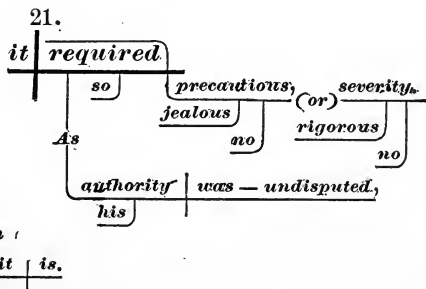 21.
it required
so precautious, (or) severity.
jealous rigorous
As no no
authority was — undisputed,
his
it is.